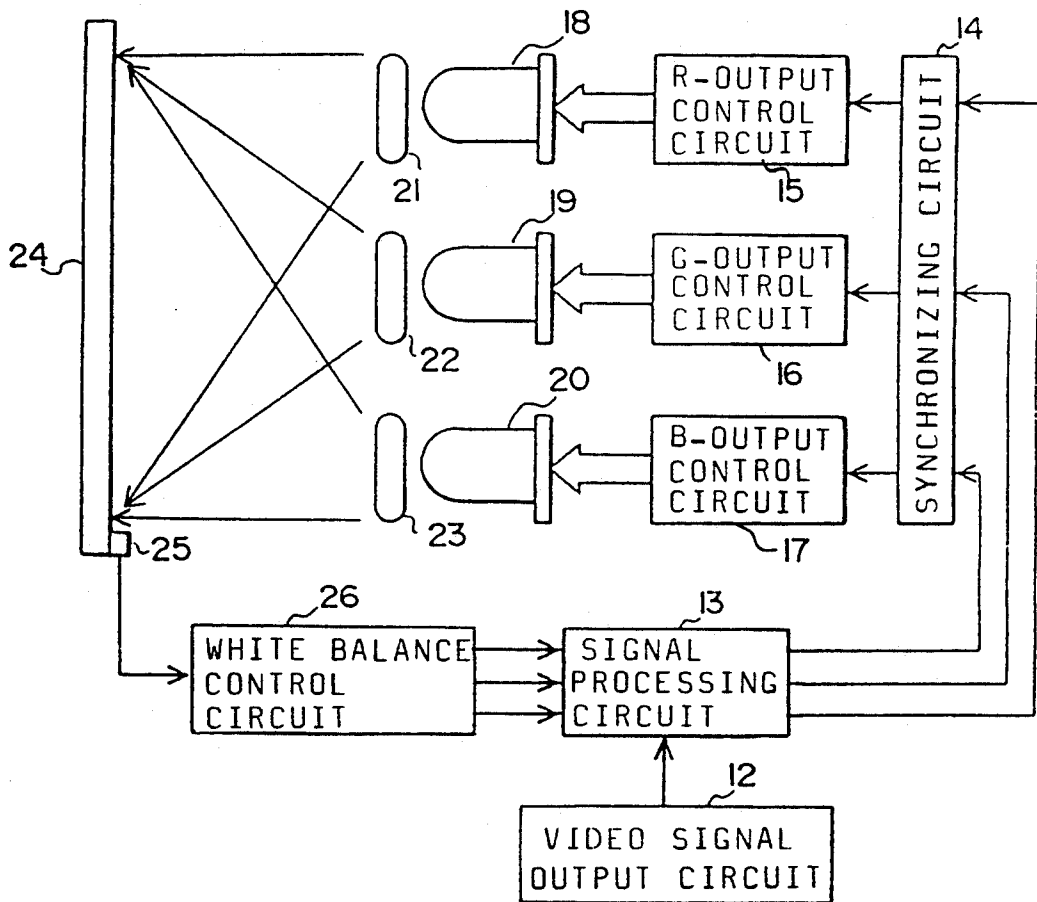 18
14
R-OUTPUT
CONTROL
CIRCUIT
15
21
SYNCHRONIZING CIRCUIT
19
24
G-OUTPUT
CONTROL
CIRCUIT
16
22
20
B-OUTPUT
CONTROL
CIRCUIT
17
23
25
26
WHITE BALANCE
CONTROL
CIRCUIT
13
SIGNAL
PROCESSING
CIRCUIT
12
VIDEO SIGNAL
OUTPUT CIRCUIT